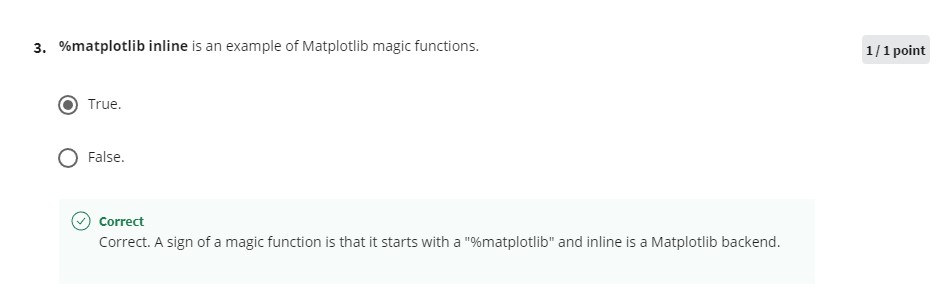 3. %matplotlib inline is an example of Matplotlib magic functions.
1 / 1 point
True.
False.
Correct
Correct. A sign of a magic function is that it starts with a "%matplotlib" and inline is a Matplotlib backend.